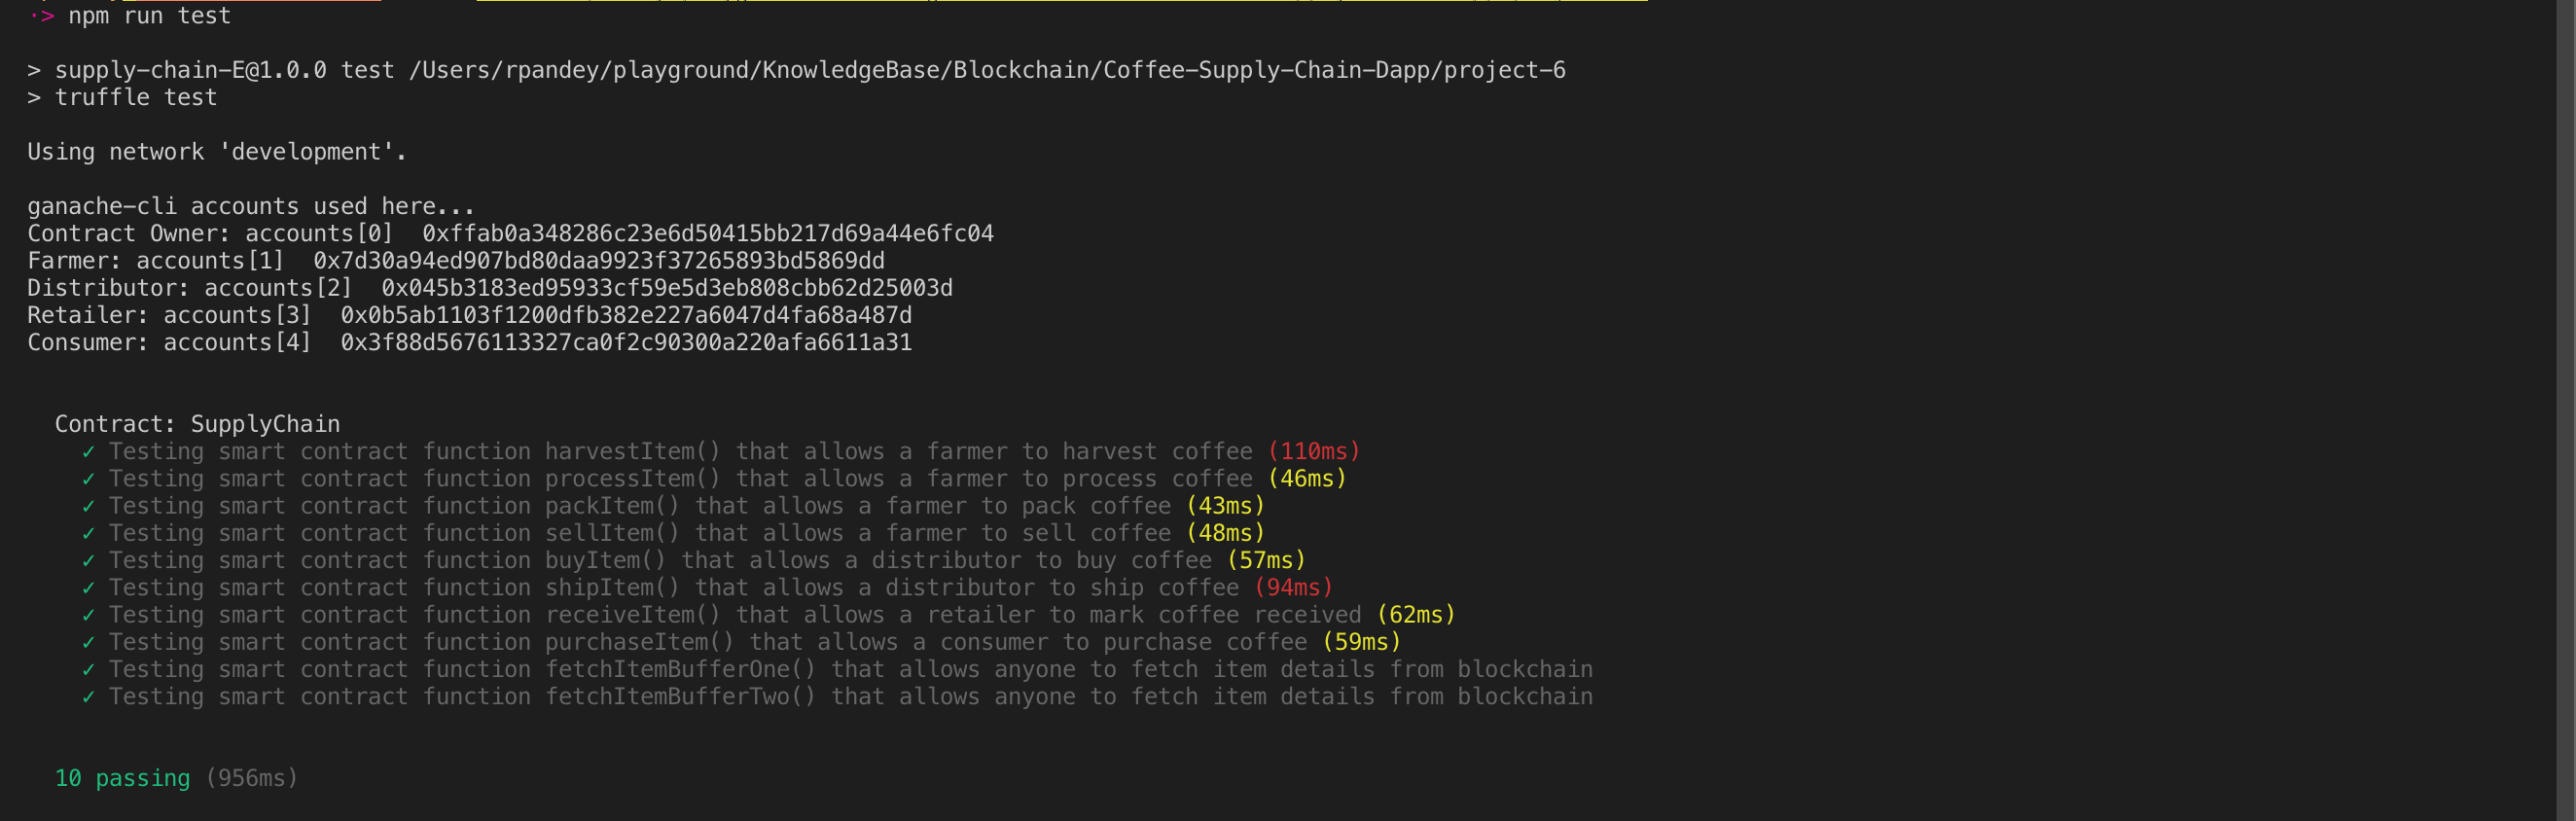 ·> npm run test
> supply-chain-E@1.0.0 test /Users/rpandey/playground/KnowledgeBase/Blockchain/Coffee-Supply-Chain-Dapp/project-6
> truffle test
Using network 'development'.
ganache-cli accounts used here...
Contract Owner: accounts[0]  0xffab0a348286c23e6d50415bb217d69a44e6fc04
Farmer: accounts[1]  0x7d30a94ed907bd80daa9923f37265893bd5869dd
Distributor: accounts[2]  0x045b3183ed95933cf59e5d3eb808cbb62d25003d
Retailer: accounts[3]  0x0b5ab1103f1200dfb382e227a6047d4fa68a487d
Consumer: accounts[4]  0x3f88d5676113327ca0f2c90300a220afa6611a31
Contract: SupplyChain
✓ Testing smart contract function harvestItem() that allows a farmer to harvest coffee (110ms)
✓ Testing smart contract function processItem() that allows a farmer to process coffee (46ms)
✓ Testing smart contract function packItem() that allows a farmer to pack coffee (43ms)
✓ Testing smart contract function sellItem() that allows a farmer to sell coffee (48ms)
✓ Testing smart contract function buyItem() that allows a distributor to buy coffee (57ms)
✓ Testing smart contract function shipItem() that allows a distributor to ship coffee (94ms)
✓ Testing smart contract function receiveItem() that allows a retailer to mark coffee received (62ms)
✓ Testing smart contract function purchaseItem() that allows a consumer to purchase coffee (59ms)
✓ Testing smart contract function fetchItemBufferOne() that allows anyone to fetch item details from blockchain
✓ Testing smart contract function fetchItemBufferTwo() that allows anyone to fetch item details from blockchain
10 passing (956ms)